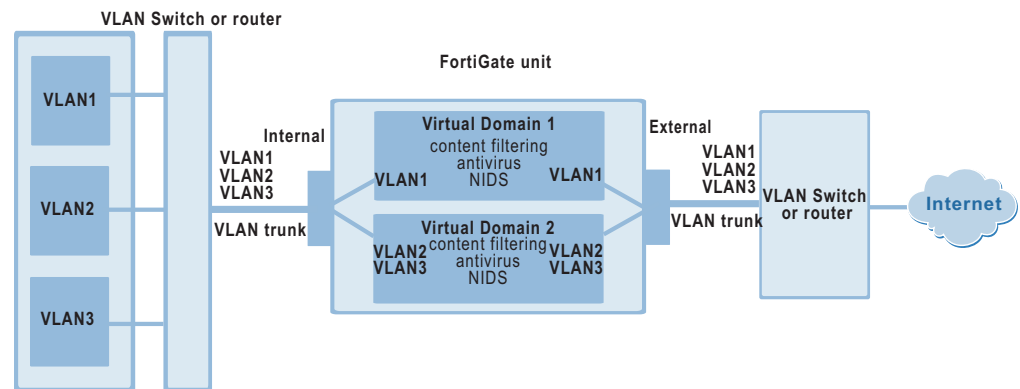 VLAN Switch or router
FortiGate unit
VLAN1
VLAN2
VLAN3
Internal
VLAN1
VLAN2
VLAN3
VLAN trunk
Virtual Domain 1
content filtering
antivirus
NIDS
VLAN1
VLAN1
Virtual Domain 2
content filtering
antivirus
NIDS
VLAN2
VLAN3
VLAN2
VLAN3
External
VLAN1
VLAN2
VLAN3
VLAN trunk
VLAN Switch
or router
Internet